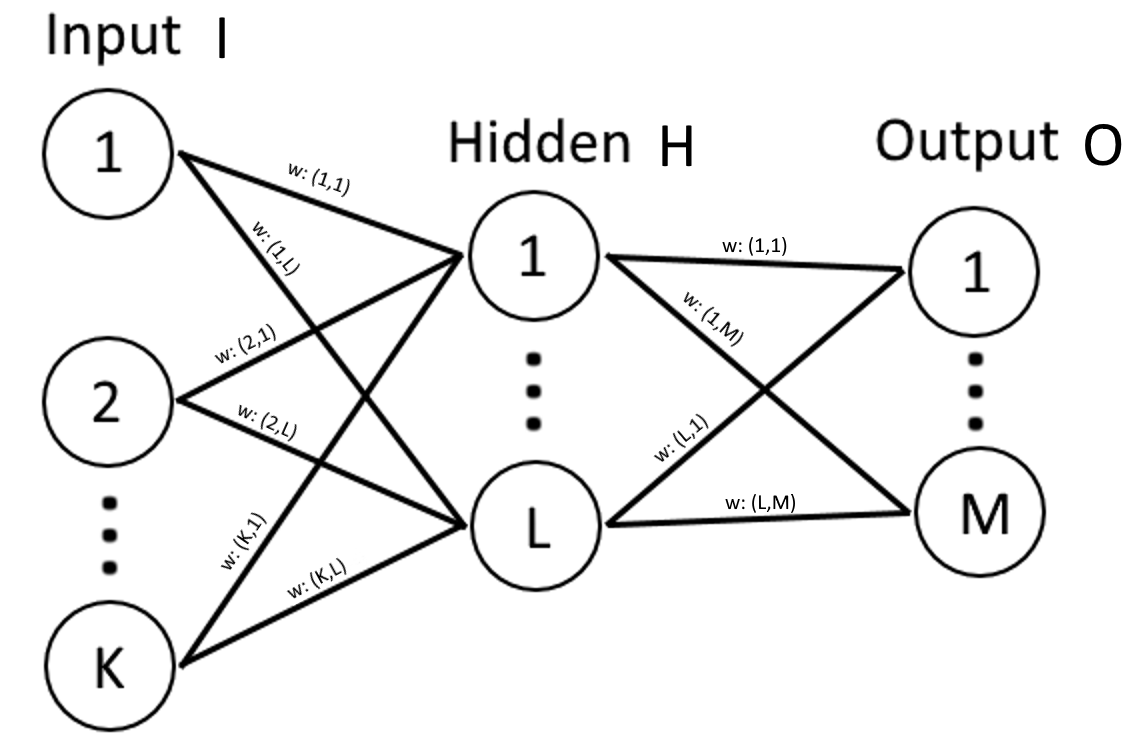 Input I
Hidden H
Output O
1
2
K
w: (1,1)
w: (1,L)
w: (2,1)
w: (2,L)
w: (K,1)
w: (K,L)
1
L
w: (1,1)
w: (1,M)
w: (L,1)
w: (L,M)
1
M